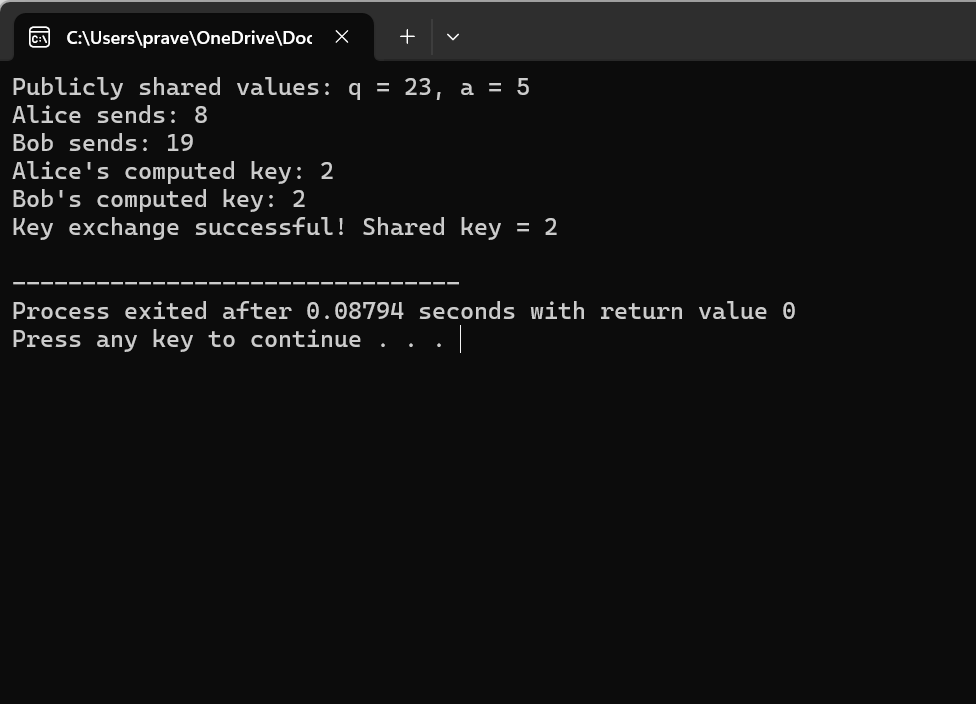 C:\Users\prave\OneDrive\Doc
Publicly shared values: q = 23, a = 5
Alice sends: 8
Bob sends: 19
Alice's computed key: 2
Bob's computed key: 2
Key exchange successful! Shared key = 2
--------------------------------
Process exited after 0.08794 seconds with return value 0
Press any key to continue . . .